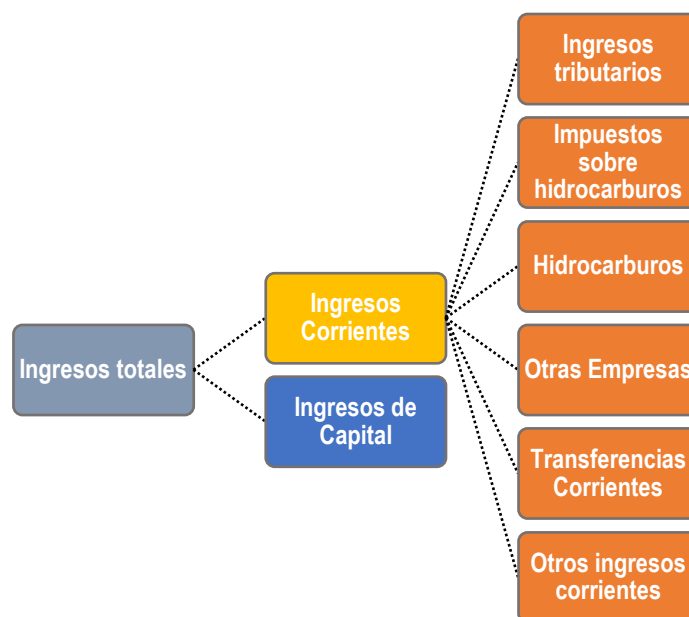 Ingresos totales
Ingresos
Corrientes
Ingresos de
Capital
Ingresos
tributarios
Impuestos
sobre
hidrocarburos
Hidrocarburos
Otras Empresas
Transferencias
Corrientes
Otros ingresos
corrientes